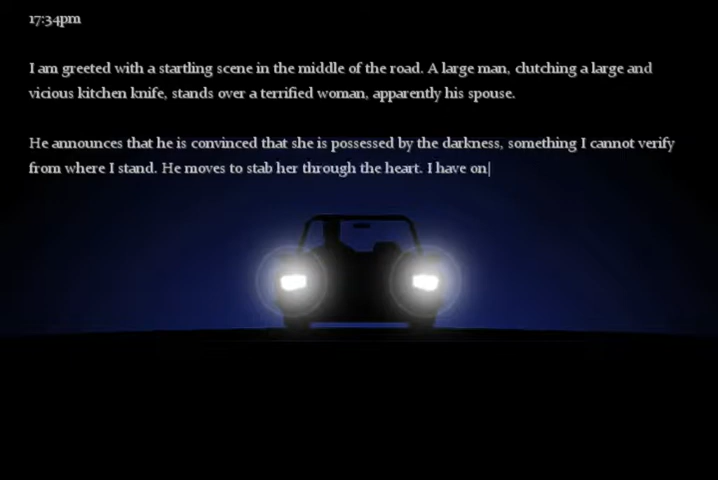 17:34pm
I am greeted with a startling scene in the middle of the road. A large man, clutching a large and
vicious kitchen knife, stands over a terrified woman, apparently his spouse.
He announces that he is convinced that she is possessed by the darkness, something I cannot verify
from where I stand. He moves to stab her through the heart. I have on|